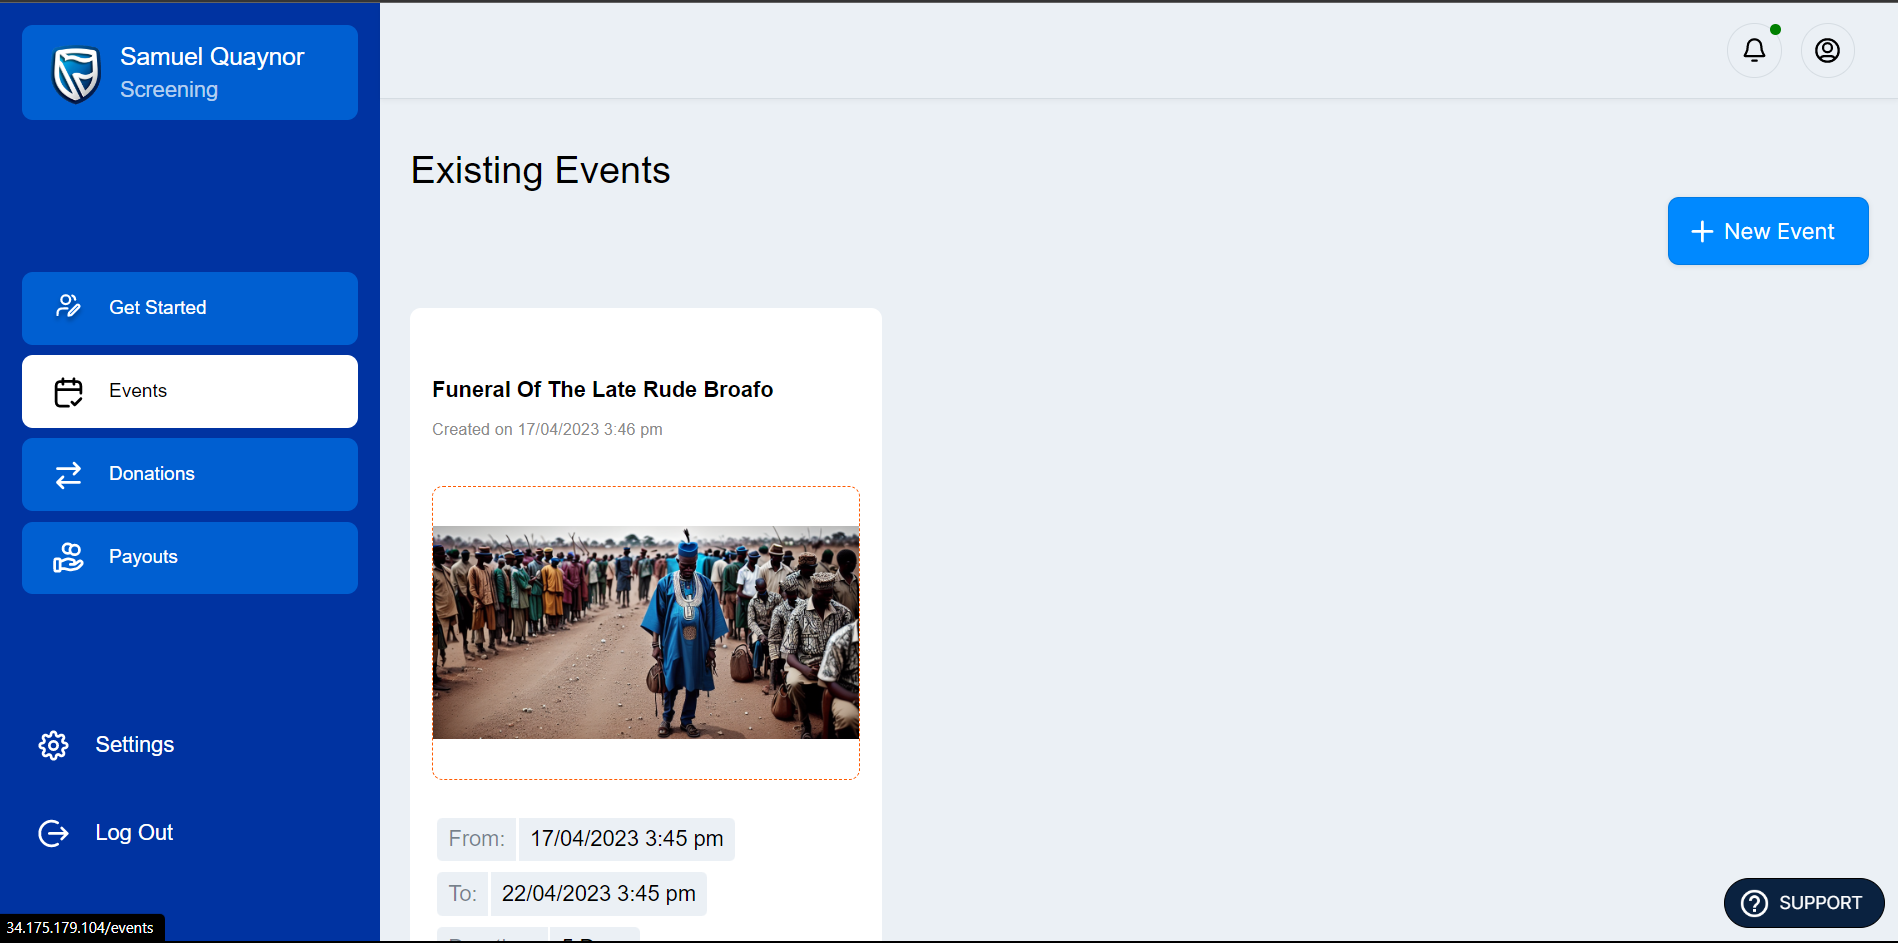 Samuel Quaynor
Screening
Existing Events
New Event
Get Started
Events
Donations
Payouts
Settings
Log Out
Funeral Of The Late Rude Broafo
Created on 17/04/2023 3:46 pm
From: 17/04/2023 3:45 pm
To: 22/04/2023 3:45 pm
SUPPORT
34.175.179.104/events